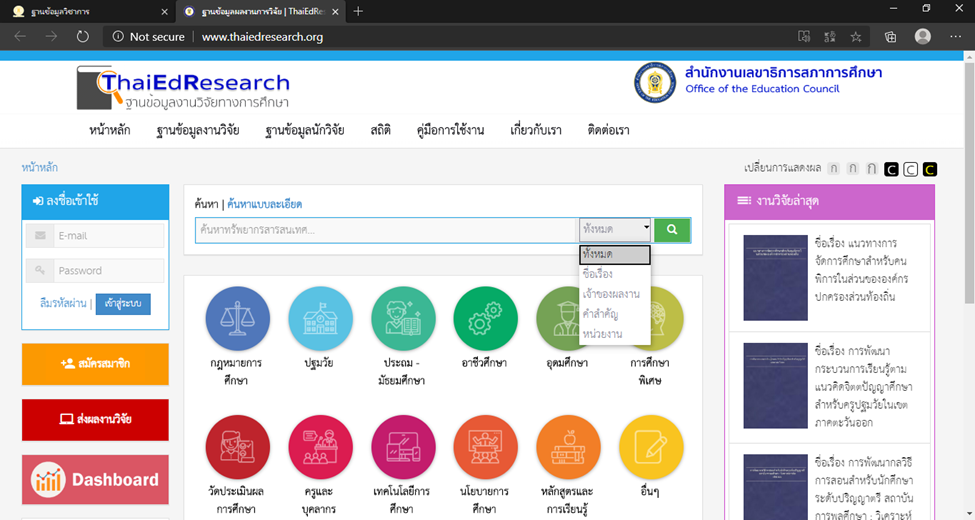 ฐานข้อมูลวิชาการ
ฐานข้อมูลผลงานการวิจัย | ThaiEdRe
Not secure
www.thaiedresearch.org
ThaiEdResearch
ฐานข้อมูลงานวิจัยทางการศึกษา
สำนักงานเลขาธิการสภาการศึกษา
Office of the Education Council
หน้าหลัก
ฐานข้อมูลงานวิจัย
ฐานข้อมูลนักวิจัย
สถิติ
คู่มือการใช้งาน
เกี่ยวกับเรา
ติดต่อเรา
หน้าหลัก
เปลี่ยนการแสดงผล ก ก ก C C C
ลงชื่อเข้าใช้
E-mail
Password
ลืมรหัสผ่าน | เข้าสู่ระบบ
สมัครสมาชิก
ส่งผลงานวิจัย
Dashboard
ค้นหา | ค้นหาแบบละเอียด
ค้นหาทรัพยากรสารสนเทศ...
ทั้งหมด
ทั้งหมด
ชื่อเรื่อง
เจ้าของผลงาน
คำสำคัญ
หน่วยงาน
กฎหมายการ
ศึกษา
ปฐมวัย
ประถม -
มัธยมศึกษา
อาชีวศึกษา
อุดมศึกษา
การศึกษา
พิเศษ
วัดประเมินผล
การศึกษา
ครูและ
บุคลากร
เทคโนโลยีการ
ศึกษา
นโยบายการ
ศึกษา
หลักสูตรและ
การเรียนรู้
อื่นๆ
งานวิจัยล่าสุด
ชื่อเรื่อง แนวทางการ
จัดการศึกษาสำหรับคน
พิการในส่วนขององค์กร
ปกครองส่วนท้องถิ่น
ชื่อเรื่อง การพัฒนา
กระบวนการเรียนรู้ตาม
แนวคิดจิตตปัญญาศึกษา
สำหรับครูปฐมวัยในเขต
ภาคตะวันออก
ชื่อเรื่อง การพัฒนากลวิธี
การสอนสำหรับนักศึกษา
ระดับปริญญาตรี สถาบัน
การพลศึกษา : วิเคราะห์